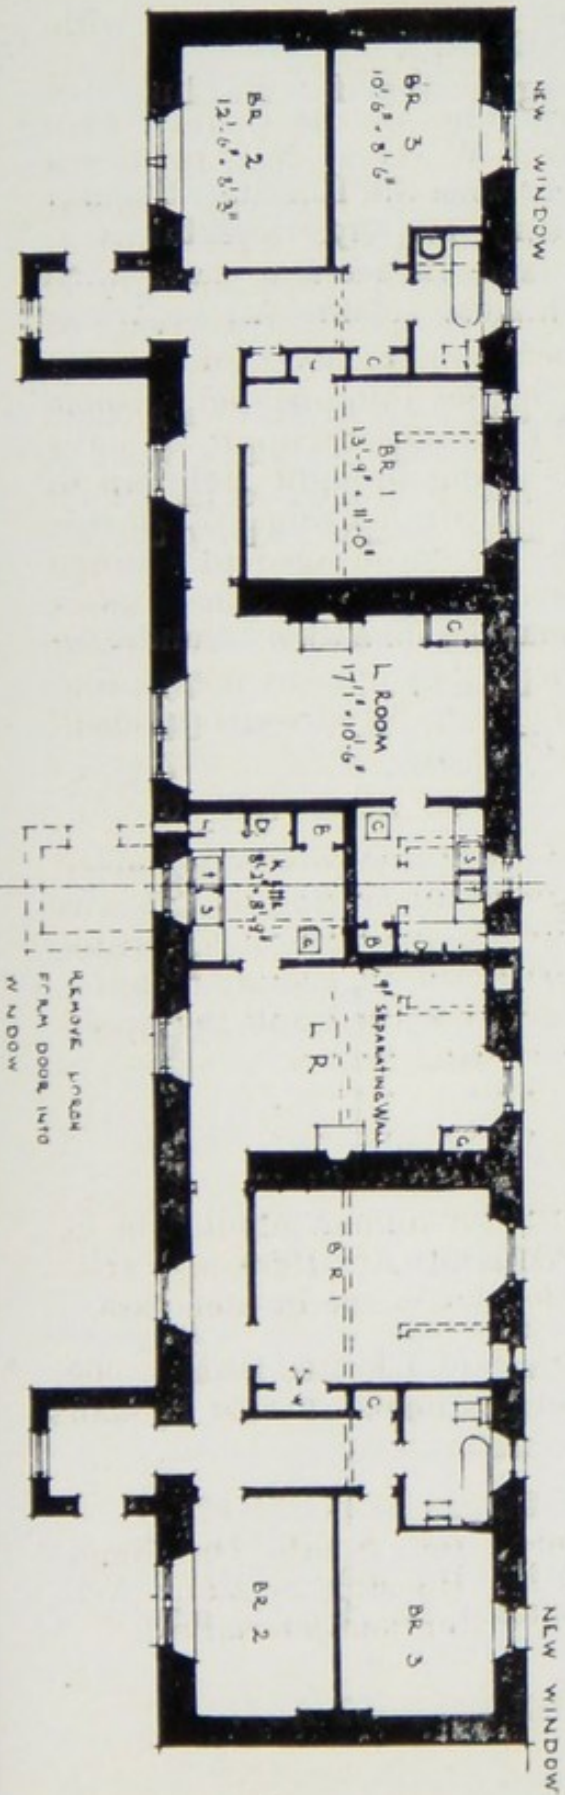 NEW WINDOW
BR 3
10'-6" × 8'6"
BR 2
12'-6" × 8'3"
C
BR 1
13'-9" × 11'-0"
C
L ROOM
17'1" × 10'-6"
C
S
T
B
D
L
B
D
T
S
8'-2" × 8'-9"
C
9" SEPARATING WALL
L R
C
REMOVE PORCH
FORM DOOR INTO
WINDOW
BR 1
C
BR 2
BR 3
NEW WINDOW